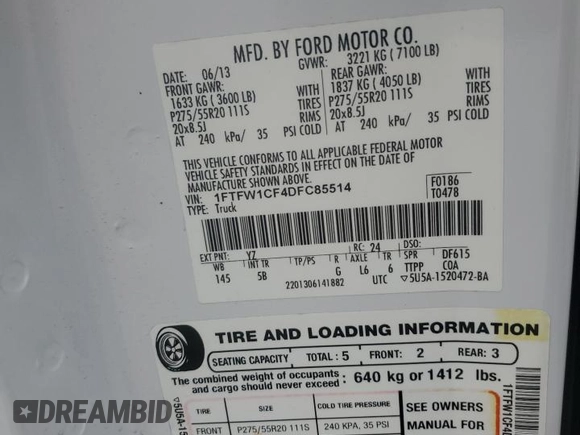 MFD. BY FORD MOTOR CO.
DATE: 06/13 GVWR: 3221 KG ( 7100 LB)
FRONT GAWR: REAR GAWR:
1633 KG ( 3600 LB) WITH 1837 KG ( 4050 LB) WITH
P275/55R20 111S TIRES P275/55R20 111S TIRES
20x8.5J RIMS 20x8.5J RIMS
AT 240 kPa/ 35 PSI COLD AT 240 kPa/ 35 PSI COLD
THIS VEHICLE CONFORMS TO ALL APPLICABLE FEDERAL MOTOR
VEHICLE SAFETY STANDARDS IN EFFECT ON THE DATE OF
MANUFACTURE SHOWN ABOVE.
VIN: 1FTFW1CF4DFC85514 F0186
TYPE: Truck T0478
EXT PNT: YZ RC: 24 DSO:
WB INT TR TP/PS R AXLE TR SPR DF615
145 SB G L6 6 TTPP COA
2201306141882 UTC ▽5U5A-1520472-BA
TIRE AND LOADING INFORMATION
SEATING CAPACITY TOTAL: 5 FRONT: 2 REAR: 3
The combined weight of occupants
and cargo should never exceed: 640 kg or 1412 lbs.
TIRE SIZE COLD TIRE PRESSURE SEE OWNERS
FRONT P275/55R20 111S 240 KPA, 35 PSI MANUAL FOR
▽5U5A-15
1FTFW1CF4
DREAMBID